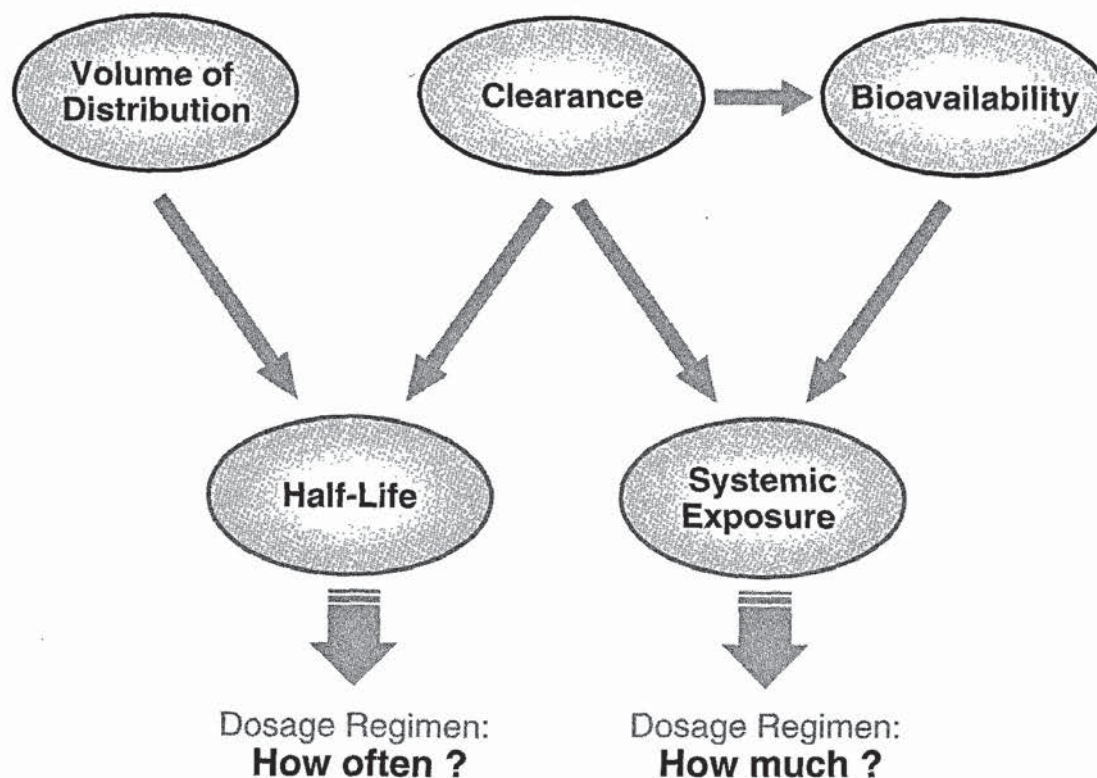 Volume of
Distribution
Clearance
Bioavailability
Half-Life
Systemic
Exposure
Dosage Regimen:
How often ?
Dosage Regimen:
How much ?